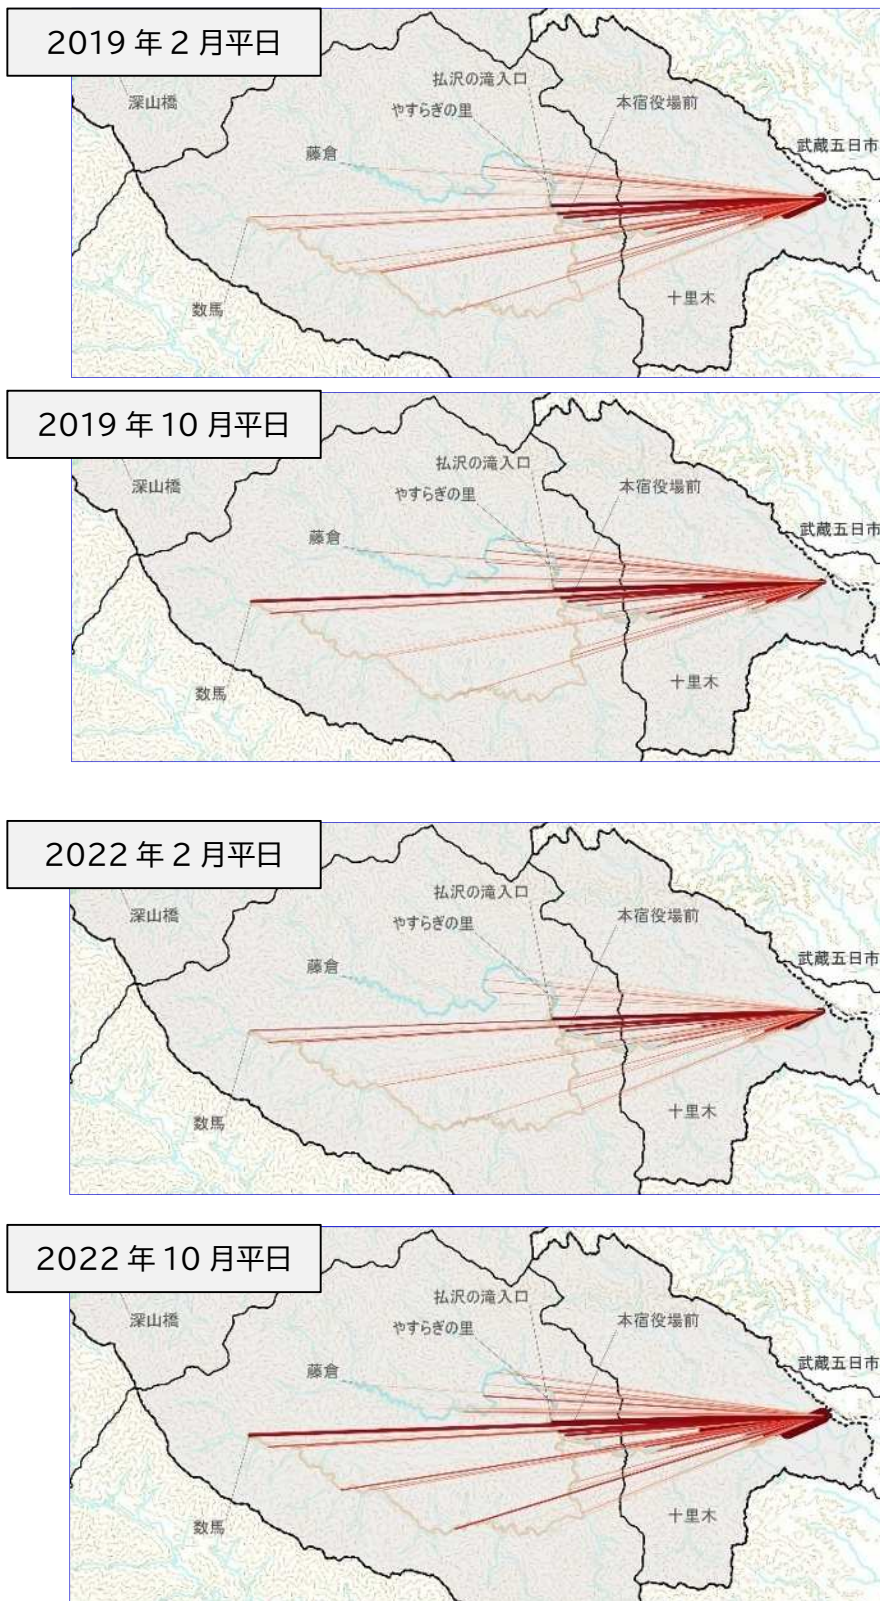 2019年2月平日
払沢の滝入口
深山橋
やすらぎの里
本宿役場前
武蔵五日市
藤倉
数馬
十里木
2019年10月平日
払沢の滝入口
深山橋
やすらぎの里
本宿役場前
武蔵五日市
藤倉
数馬
十里木
2022年2月平日
払沢の滝入口
深山橋
やすらぎの里
本宿役場前
武蔵五日市
藤倉
数馬
十里木
2022年10月平日
払沢の滝入口
深山橋
やすらぎの里
本宿役場前
武蔵五日市
藤倉
数馬
十里木